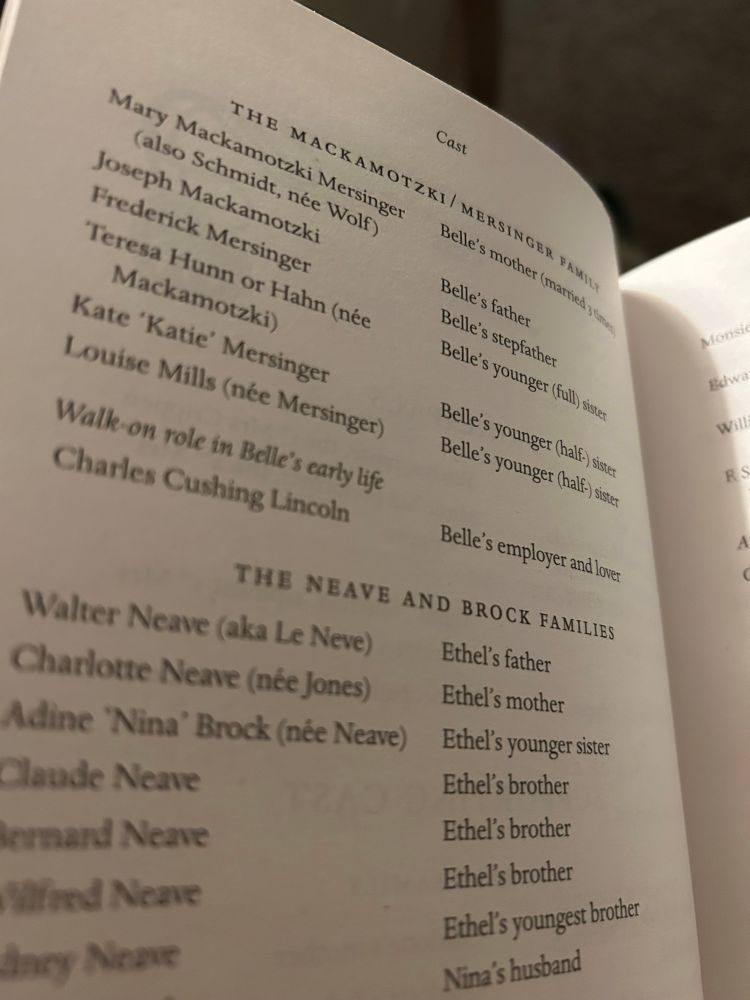 Cast
THE MACKAMOTZKI / MERSINGER FAMILY
Mary Mackamotzki Mersinger
(also Schmidt, née Wolf) Belle's mother (married 3 times)
Joseph Mackamotzki Belle's father
Frederick Mersinger Belle's stepfather
Teresa Hunn or Hahn (née Belle's younger (full) sister
Mackamotzki)
Kate 'Katie' Mersinger Belle's younger (half-) sister
Louise Mills (née Mersinger) Belle's younger (half-) sister
Walk-on role in Belle's early life
Charles Cushing Lincoln Belle's employer and lover
THE NEAVE AND BROCK FAMILIES
Walter Neave (aka Le Neve) Ethel's father
Charlotte Neave (née Jones) Ethel's mother
Adine 'Nina' Brock (née Neave) Ethel's younger sister
Claude Neave Ethel's brother
Bernard Neave Ethel's brother
Wilfred Neave Ethel's brother
Neave Ethel's youngest brother
Nina's husband